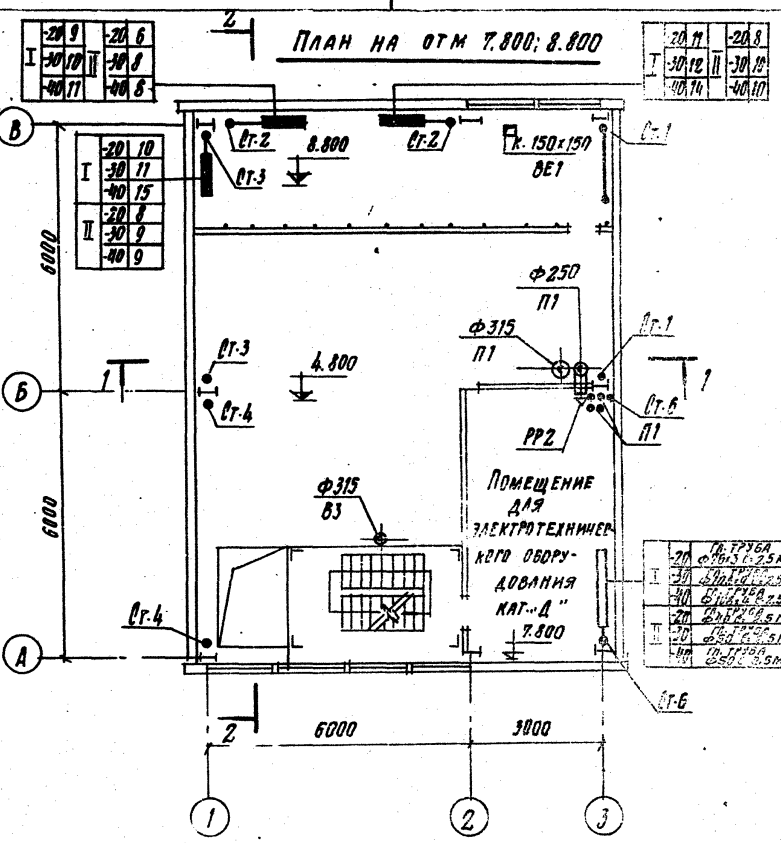 2
План на отм 7.800; 8.800
I -20 9 II -20 6
-30 10 -30 8
-40 11 -40 8
I -20 11 II -20 8
-30 12 -30 10
-40 14 -40 10
В
Ст.2
8.800
Ст.2
К. 150×150
ВЕ1
Ст.1
Ст.3
I -20 10
-30 11
-40 15
II -20 8
-30 9
-40 9
6000
ф250
П1
ф315
П1
Ст.1
1
Ст.3
4.800
1
Б
Ст.4
Ст.6
П1
РР2
6000
ф315
В3
Помещение
для
электротехничес
кого обору-
дования
кат. „Д"
7.800
I -20 Гл. труба
-30
-40
II -20
-30
-40
Ст.4
А
Ст.6
2
6000
3000
1
2
3